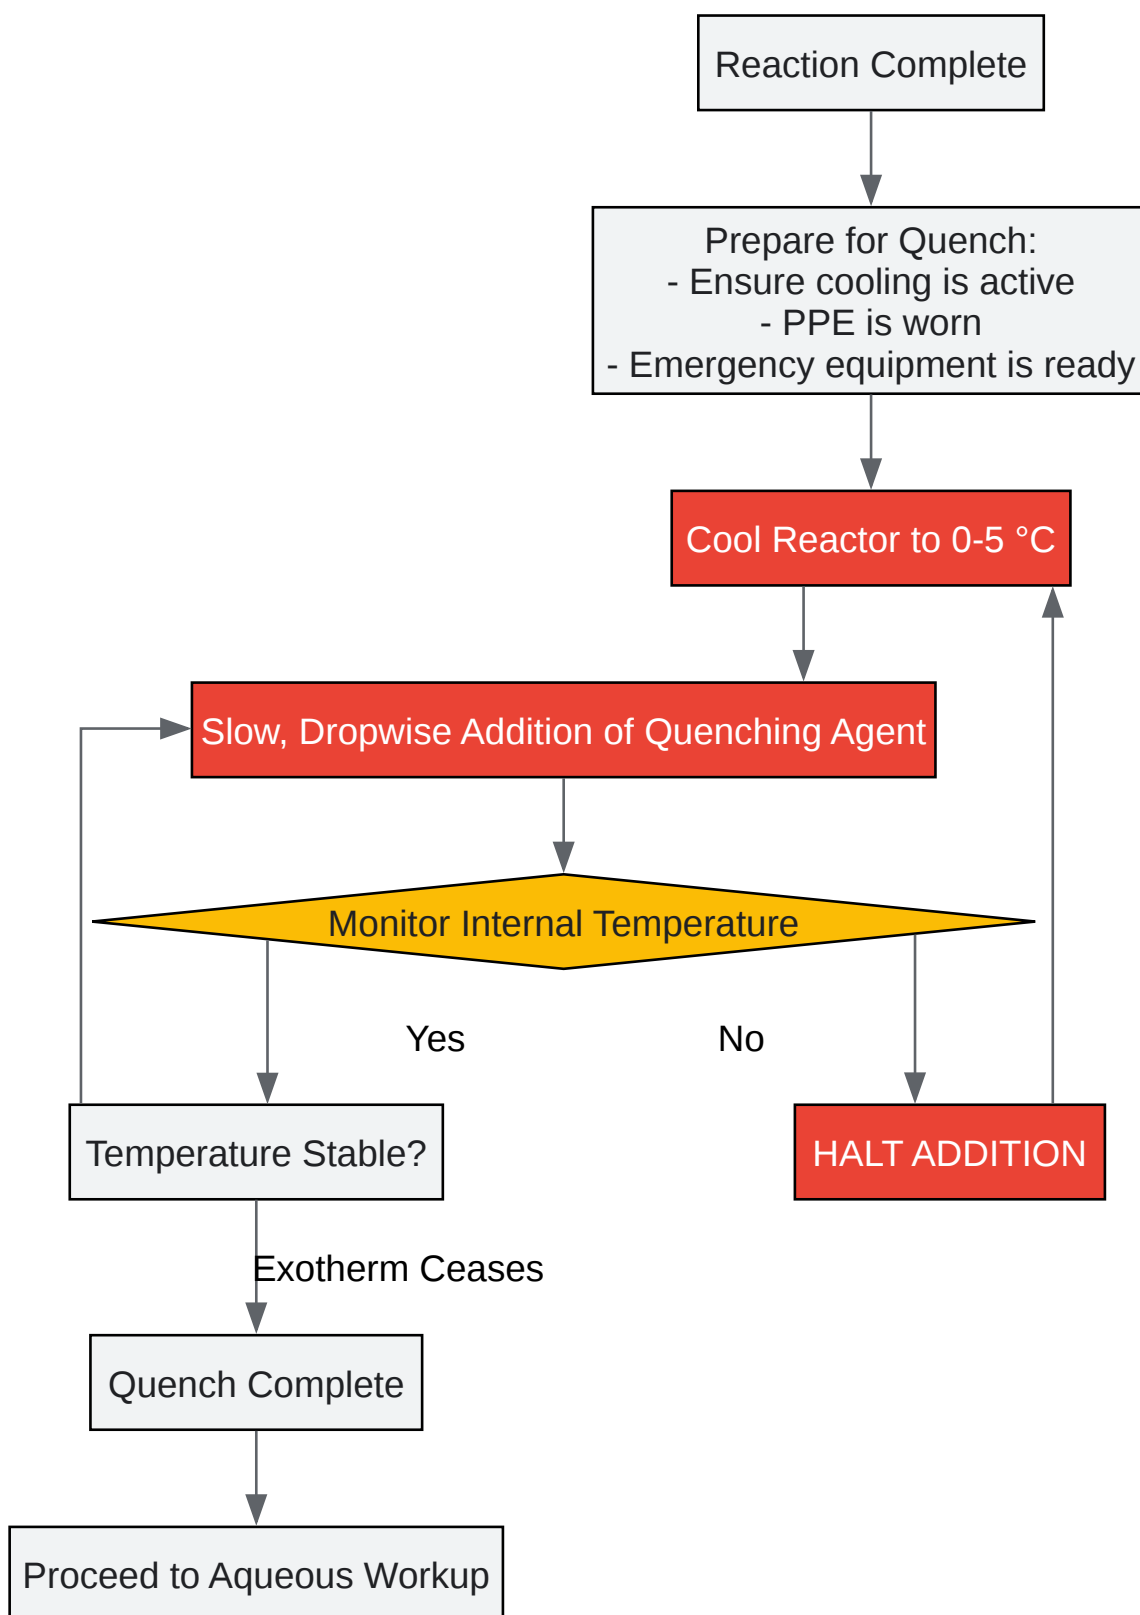 Reaction Complete
Prepare for Quench:
- Ensure cooling is active
- PPE is worn
- Emergency equipment is ready
Cool Reactor to 0-5 °C
Slow, Dropwise Addition of Quenching Agent
Monitor Internal Temperature
Yes
No
Temperature Stable?
HALT ADDITION
Exotherm Ceases
Quench Complete
Proceed to Aqueous Workup